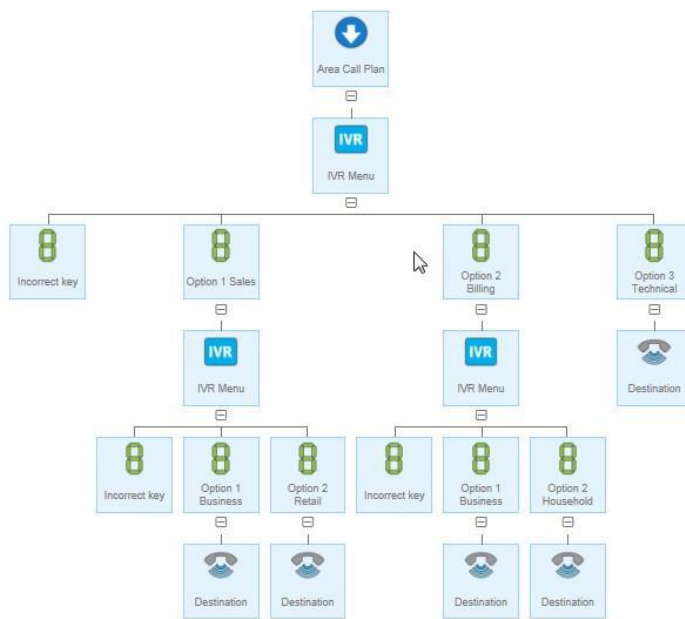 Area Call Plan
IVR
IVR Menu
Incorrect key
Option 1 Sales
Option 2
Billing
Option 3
Technical
IVR
IVR Menu
IVR
IVR Menu
Destination
Incorrect key
Option 1
Business
Option 2
Retail
Incorrect key
Option 1
Business
Option 2
Household
Destination
Destination
Destination
Destination